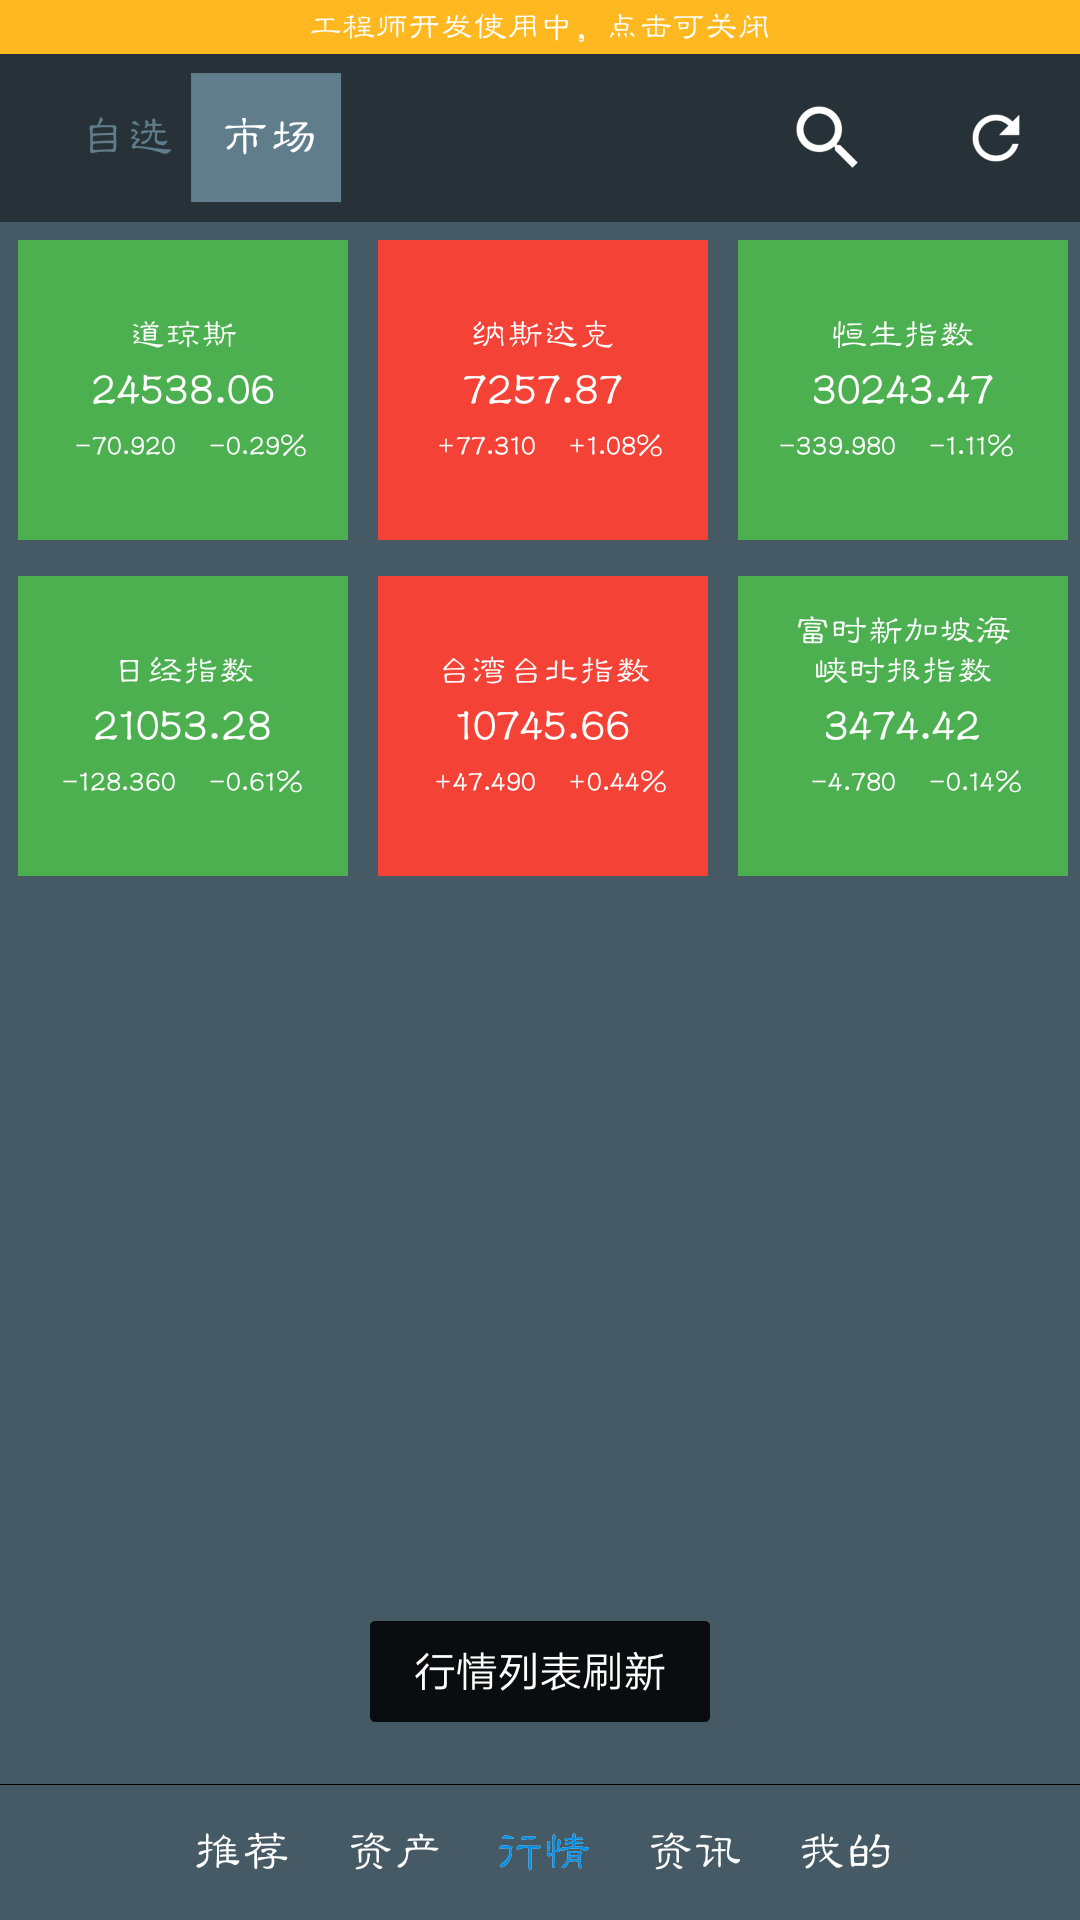 工程师开发使用中，点击可关闭
自选 市场
道琼斯
24538.06
-70.920 -0.29%
纳斯达克
7257.87
+77.310 +1.08%
恒生指数
30243.47
-339.980 -1.11%
日经指数
21053.28
-128.360 -0.61%
台湾台北指数
10745.66
+47.490 +0.44%
富时新加坡海
峡时报指数
3474.42
-4.780 -0.14%
行情列表刷新
推荐 资产 行情 资讯 我的